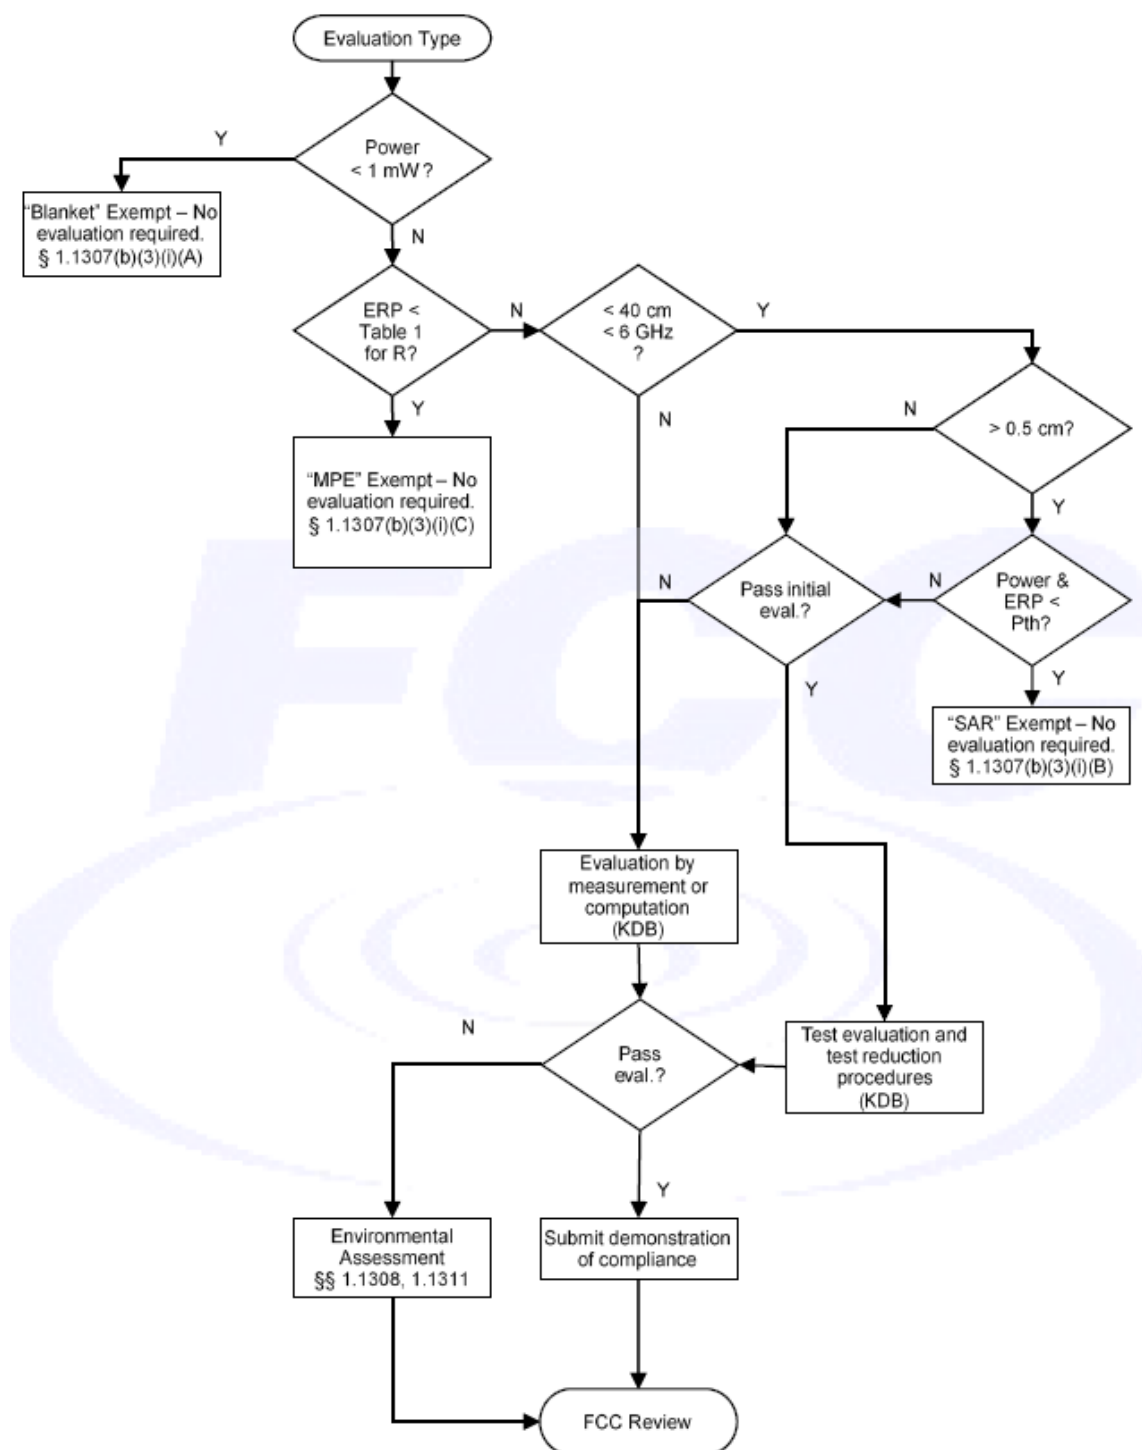 Evaluation Type
Power
< 1 mW?
Y
N
“Blanket” Exempt – No
evaluation required.
§ 1.1307(b)(3)(i)(A)
ERP <
Table 1
for R?
N
Y
< 40 cm
< 6 GHz
?
Y
N
“MPE” Exempt – No
evaluation required.
§ 1.1307(b)(3)(i)(C)
> 0.5 cm?
N
Y
Pass initial
eval.?
N
Y
Power &
ERP <
Pth?
N
Y
“SAR” Exempt – No
evaluation required.
§ 1.1307(b)(3)(i)(B)
FCC
Evaluation by
measurement or
computation
(KDB)
Test evaluation and
test reduction
procedures
(KDB)
Pass
eval.?
N
Y
Environmental
Assessment
§§ 1.1308, 1.1311
Submit demonstration
of compliance
FCC Review